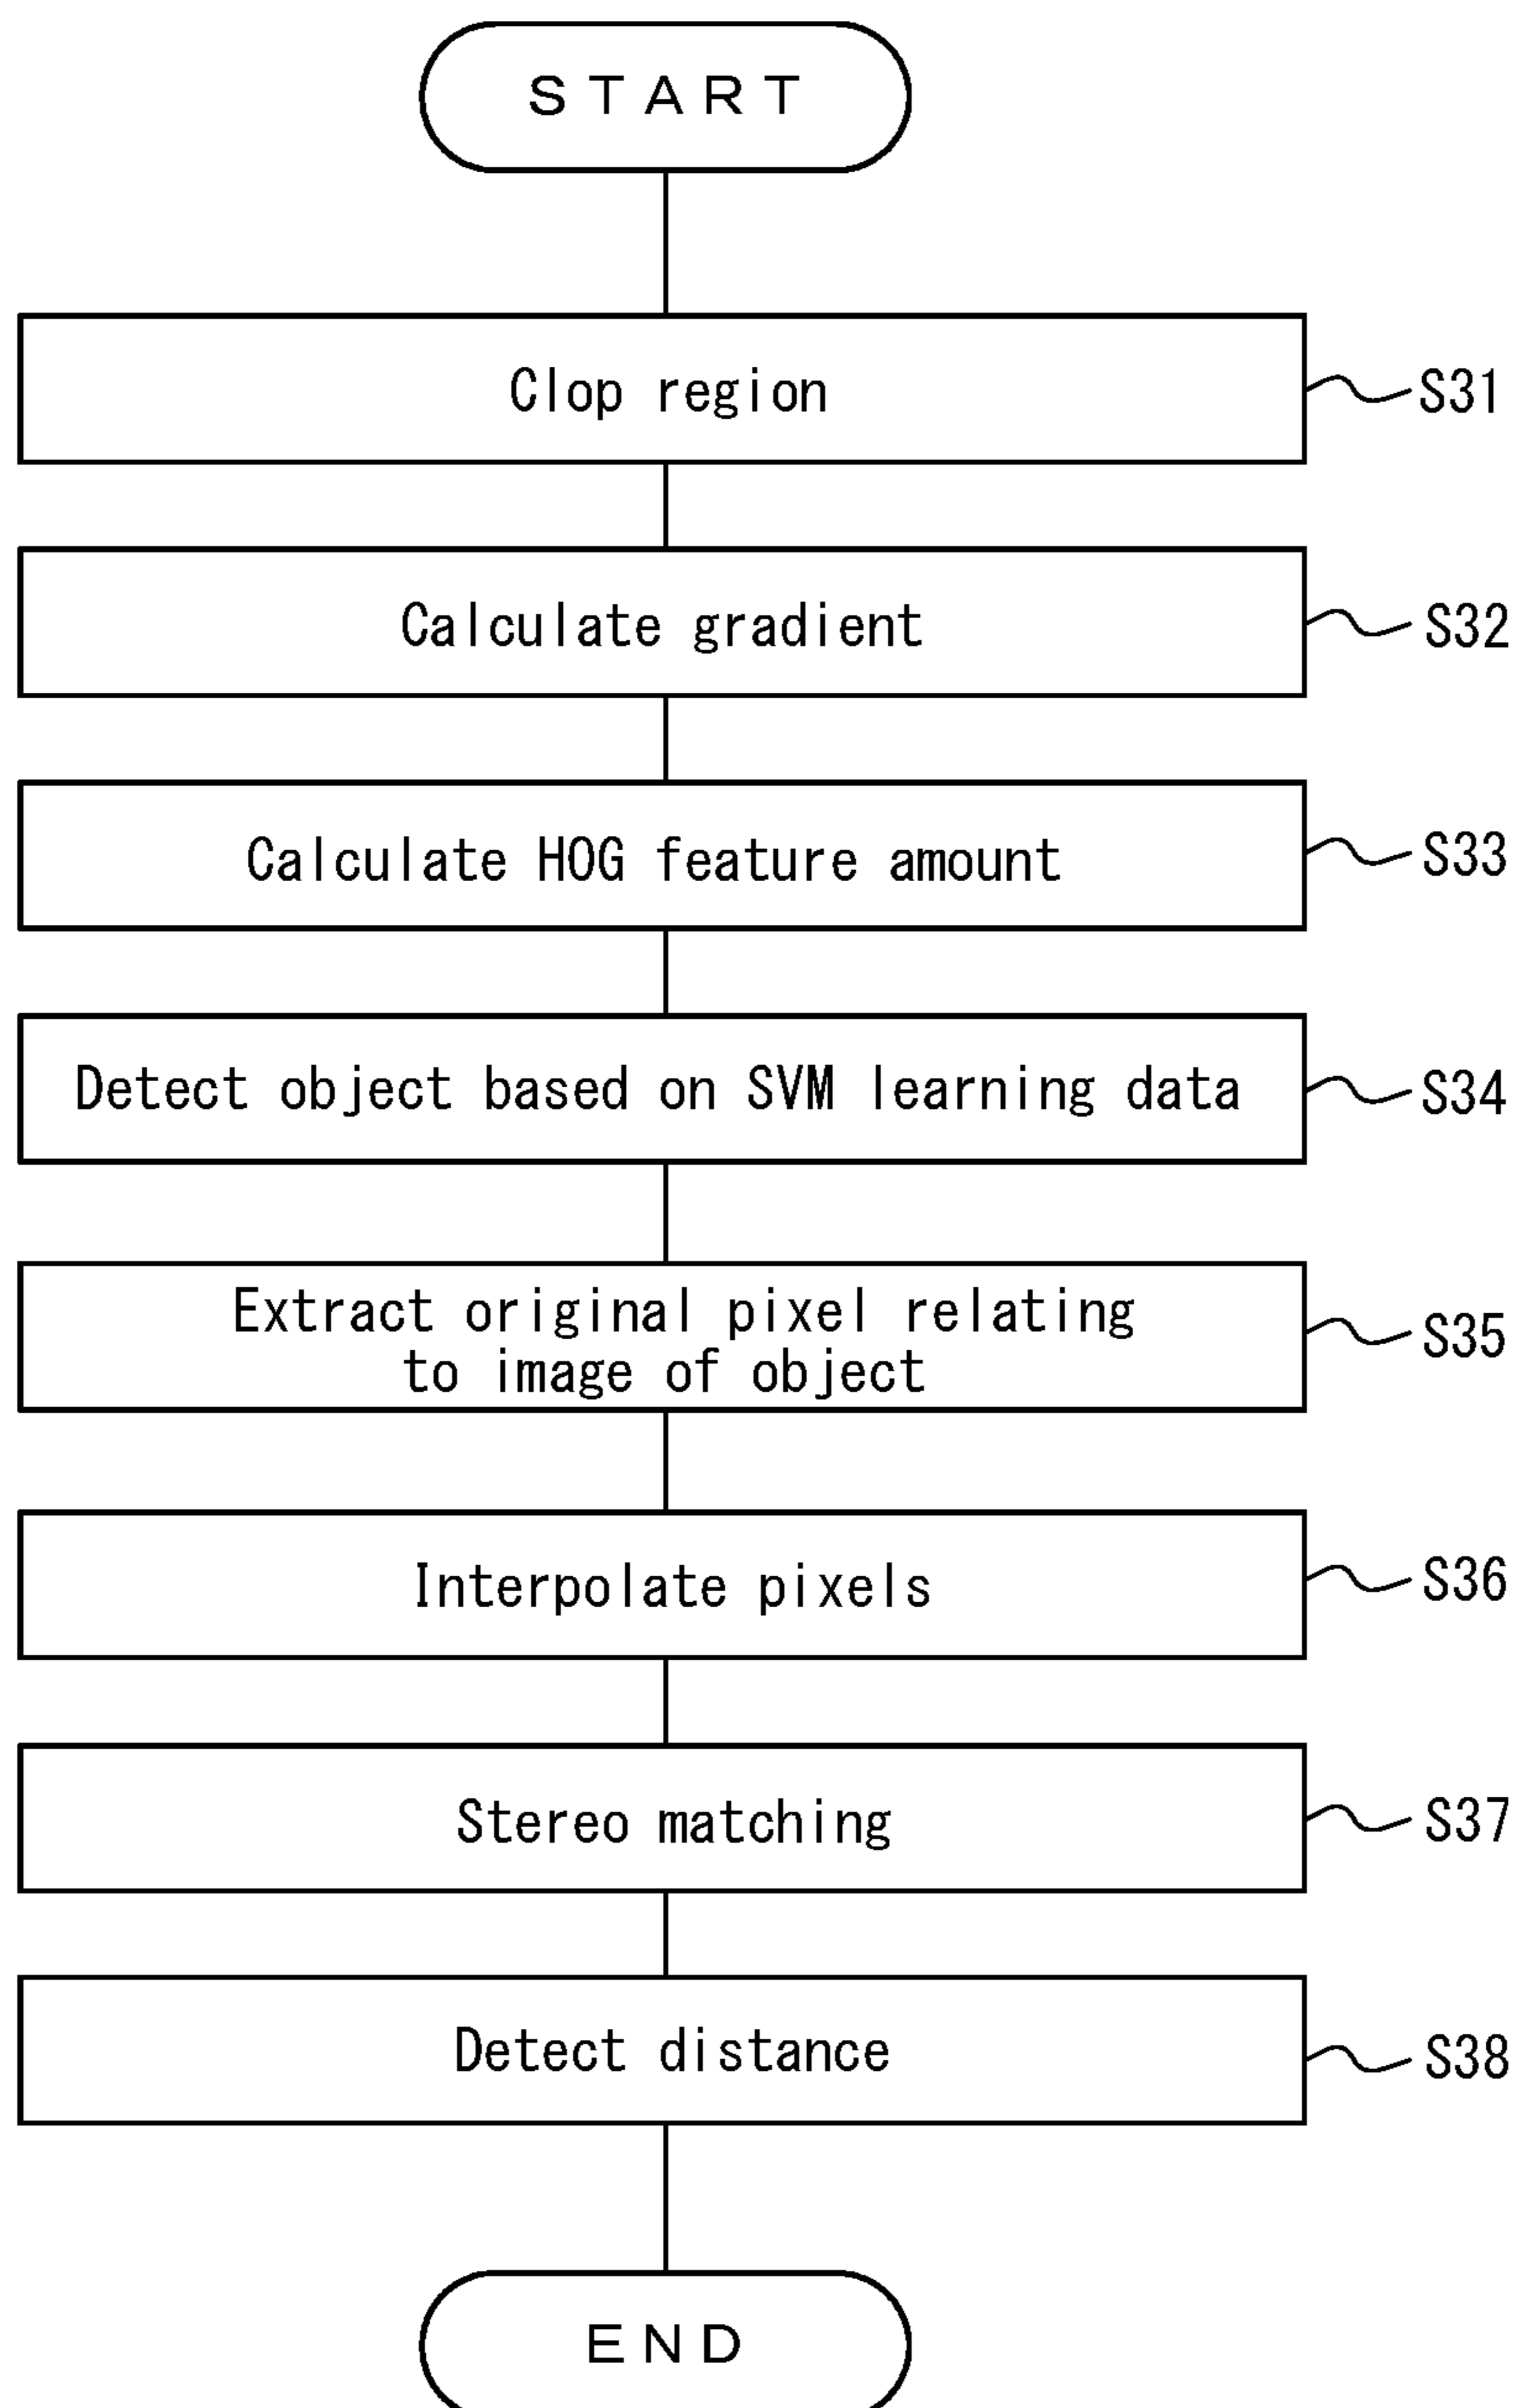 START
Clop region
S31
Calculate gradient
S32
Calculate HOG feature amount
S33
Detect object based on SVM learning data
S34
Extract original pixel relating
to image of object
S35
Interpolate pixels
S36
Stereo matching
S37
Detect distance
S38
END